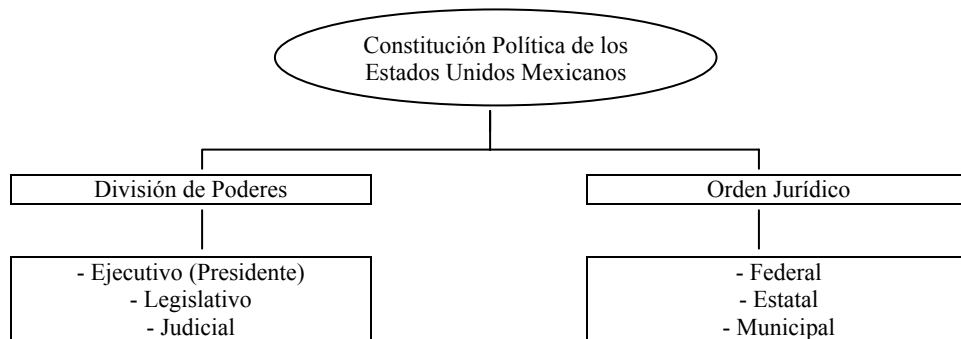 Constitución Política de los
Estados Unidos Mexicanos
División de Poderes
Orden Jurídico
- Ejecutivo (Presidente)
- Legislativo
- Judicial
- Federal
- Estatal
- Municipal